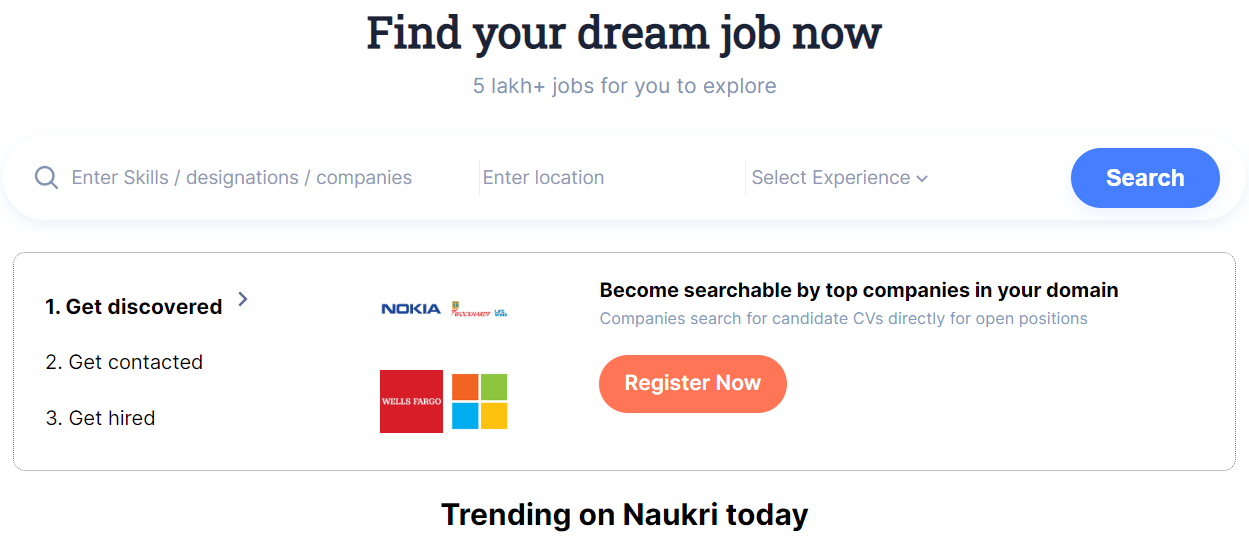 Find your dream job now
5 lakh+ jobs for you to explore
Enter Skills / designations / companies
Enter location
Select Experience
Search
1. Get discovered
2. Get contacted
3. Get hired
NOKIA
WOCKHARDT
WELLS FARGO
Become searchable by top companies in your domain
Companies search for candidate CVs directly for open positions
Register Now
Trending on Naukri today